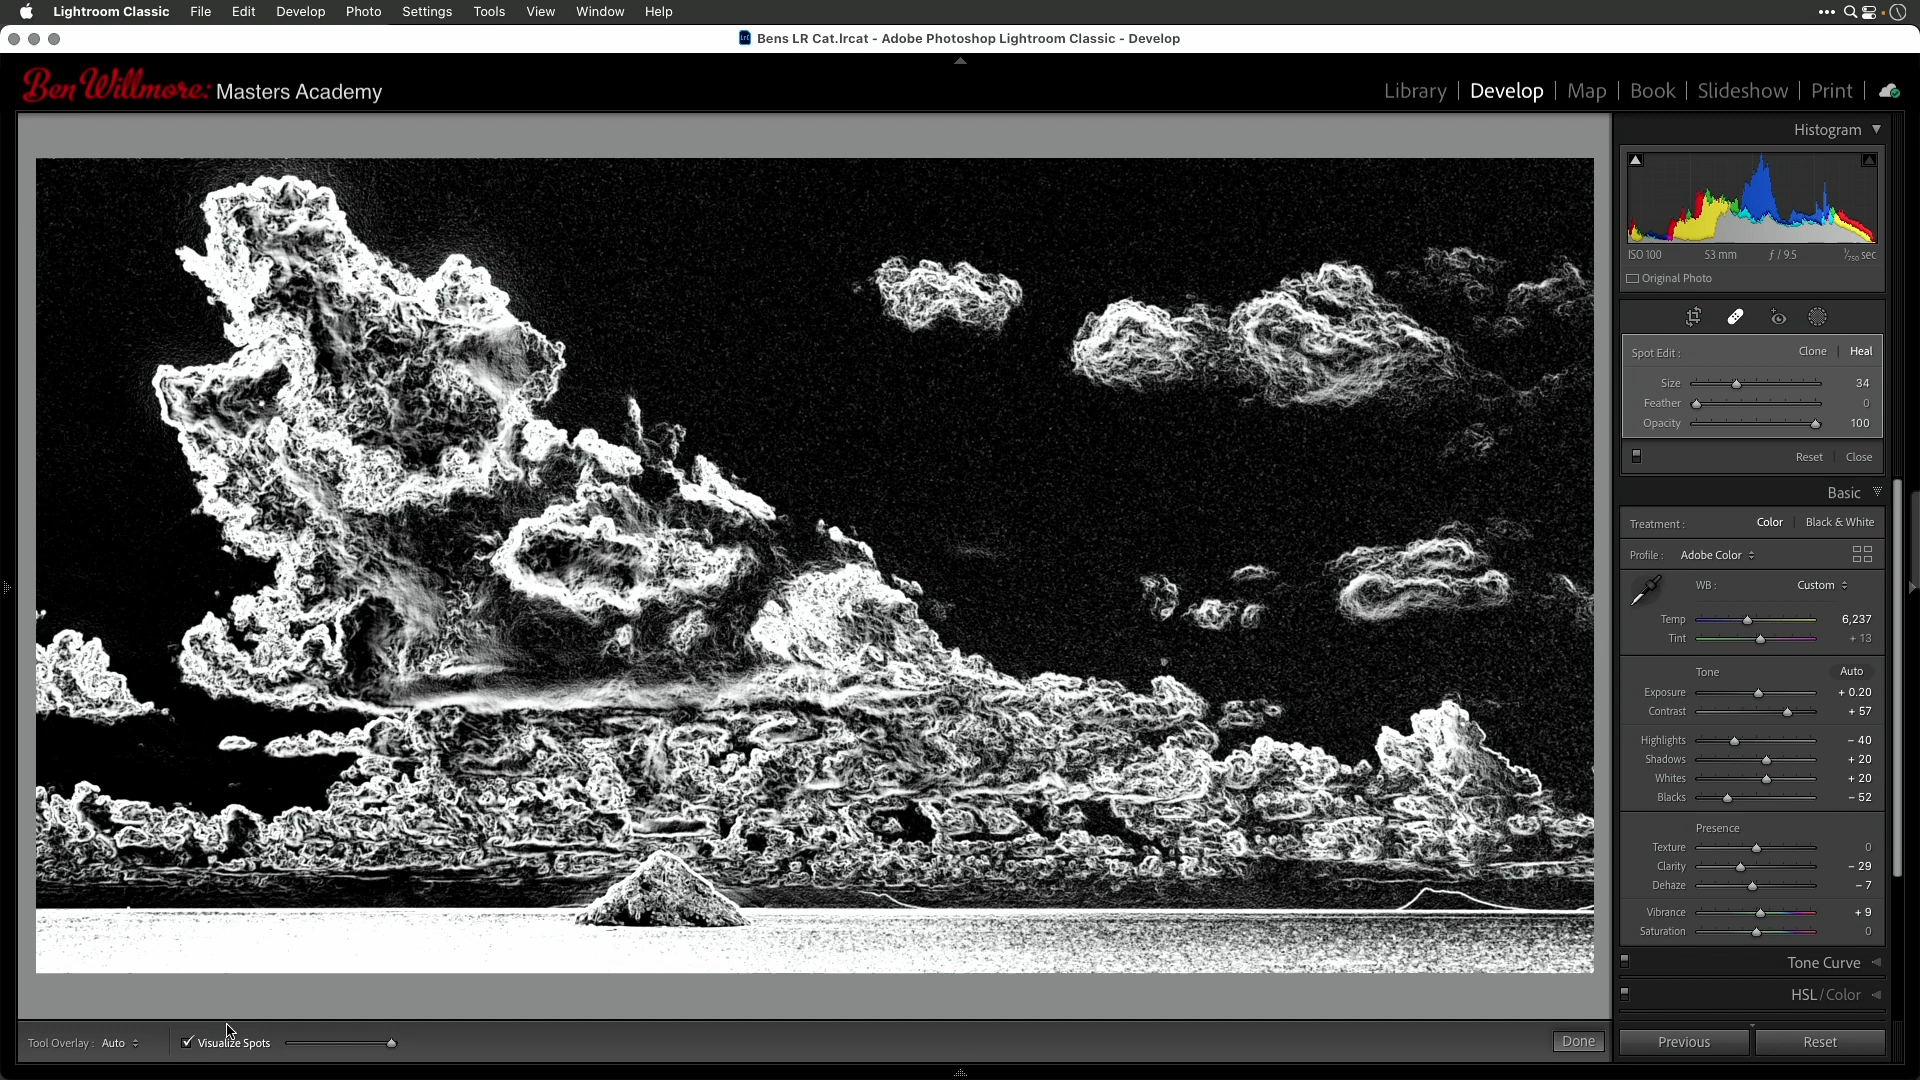 Lightroom Classic File Edit Develop Photo Settings Tools View Window Help
LrC Bens LR Cat.lrcat - Adobe Photoshop Lightroom Classic - Develop
Ben Willmore: Masters Academy
Library | Develop | Map | Book | Slideshow | Print |
Histogram
ISO 100 53 mm ƒ / 9.5 1/750 sec
Original Photo
Spot Edit : Clone | Heal
Size 34
Feather 0
Opacity 100
Reset | Close
Basic
Treatment : Color | Black & White
Profile : Adobe Color
WB : Custom
Temp 6,237
Tint + 13
Tone Auto
Exposure + 0.20
Contrast + 57
Highlights − 40
Shadows + 20
Whites + 20
Blacks − 52
Presence
Texture 0
Clarity − 29
Dehaze − 7
Vibrance + 9
Saturation 0
Tone Curve
HSL / Color
Tool Overlay : Auto Visualize Spots Done Previous Reset